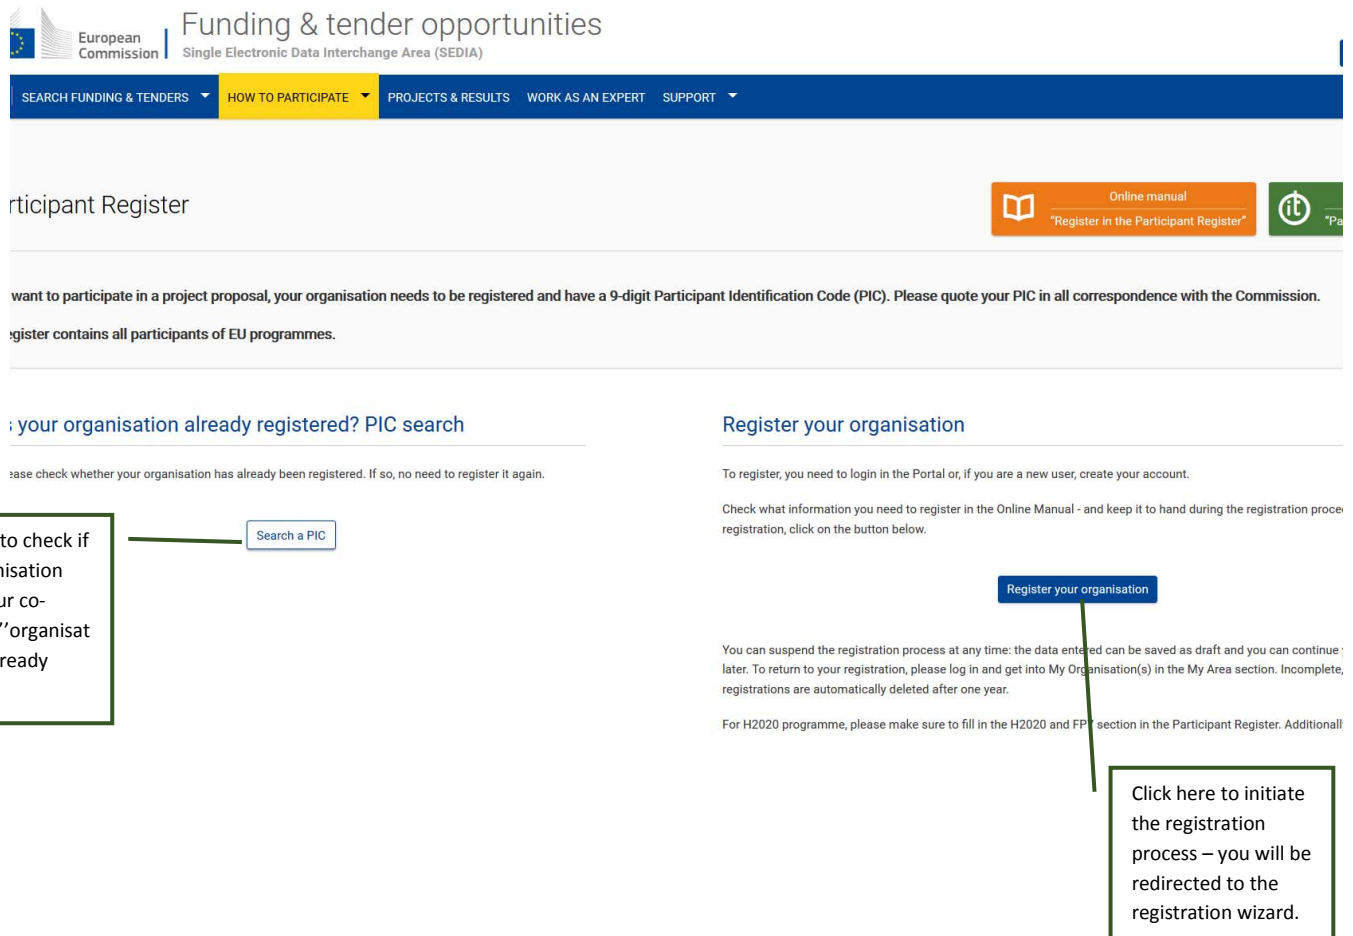 European
Commission
Funding & tender opportunities
Single Electronic Data Interchange Area (SEDIA)
SEARCH FUNDING & TENDERS HOW TO PARTICIPATE PROJECTS & RESULTS WORK AS AN EXPERT SUPPORT
rticipant Register
Online manual
"Register in the Participant Register"
it
"Pa
want to participate in a project proposal, your organisation needs to be registered and have a 9-digit Participant Identification Code (PIC). Please quote your PIC in all correspondence with the Commission.
egister contains all participants of EU programmes.
s your organisation already registered? PIC search
ease check whether your organisation has already been registered. If so, no need to register it again.
Search a PIC
to check if
nisation
ur co-
''organisat
ready
Register your organisation
To register, you need to login in the Portal or, if you are a new user, create your account.
Check what information you need to register in the Online Manual - and keep it to hand during the registration proce
registration, click on the button below.
Register your organisation
You can suspend the registration process at any time: the data entered can be saved as draft and you can continue
later. To return to your registration, please log in and get into My Organisation(s) in the My Area section. Incomplete,
registrations are automatically deleted after one year.
For H2020 programme, please make sure to fill in the H2020 and FP7 section in the Participant Register. Additionall
Click here to initiate
the registration
process – you will be
redirected to the
registration wizard.